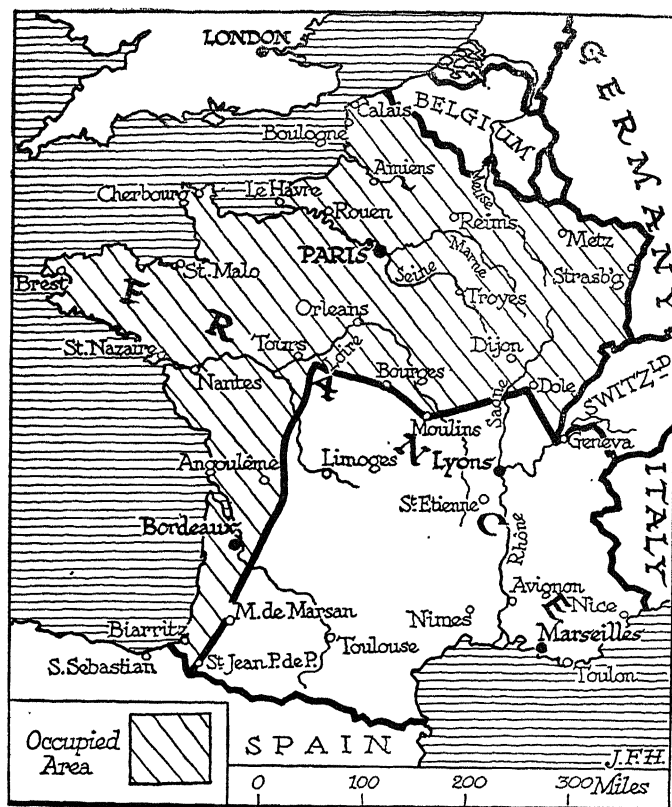 LONDON
GERMANY
Calais
BELGIUM
Boulogne
Amiens
Meuse
Cherbourg
Le Havre
Rouen
Reims
Metz
PARIS
Marne
Seine
Strasb'g
St. Malo
Brest
Troyes
FRANCE
Orleans
St. Nazaire
Tours
Loire
Dijon
Nantes
Bourges
Saône
Dole
SWITZLD
Moulins
Geneva
Angoulême
Limoges
Lyons
ITALY
St Etienne
Bordeaux
Rhône
Avignon
M. de Marsan
Nimes
Nice
Biarritz
Marseilles
Toulouse
S. Sebastian
St Jean P. de P.
Toulon
Occupied
Area
SPAIN
J.F.H.
0 100 200 300 Miles